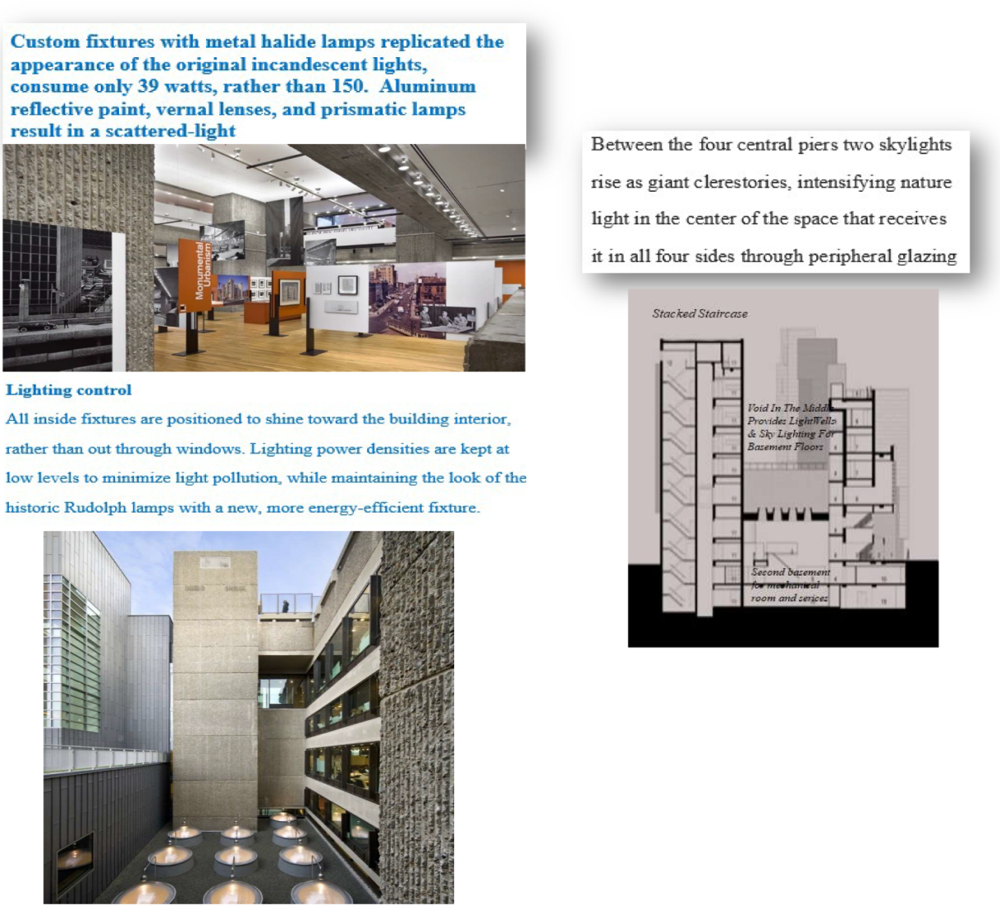 Custom fixtures with metal halide lamps replicated the
appearance of the original incandescent lights,
consume only 39 watts, rather than 150. Aluminum
reflective paint, vernal lenses, and prismatic lamps
result in a scattered-light
Monumental
Urbanism
Lighting control
All inside fixtures are positioned to shine toward the building interior,
rather than out through windows. Lighting power densities are kept at
low levels to minimize light pollution, while maintaining the look of the
historic Rudolph lamps with a new, more energy-efficient fixture.
Between the four central piers two skylights
rise as giant clerestories, intensifying nature
light in the center of the space that receives
it in all four sides through peripheral glazing
Stacked Staircase
Void In The Middle
Provides LightWells
& Sky Lighting For
Basement Floors
Second basement
for mechanical
room and serices